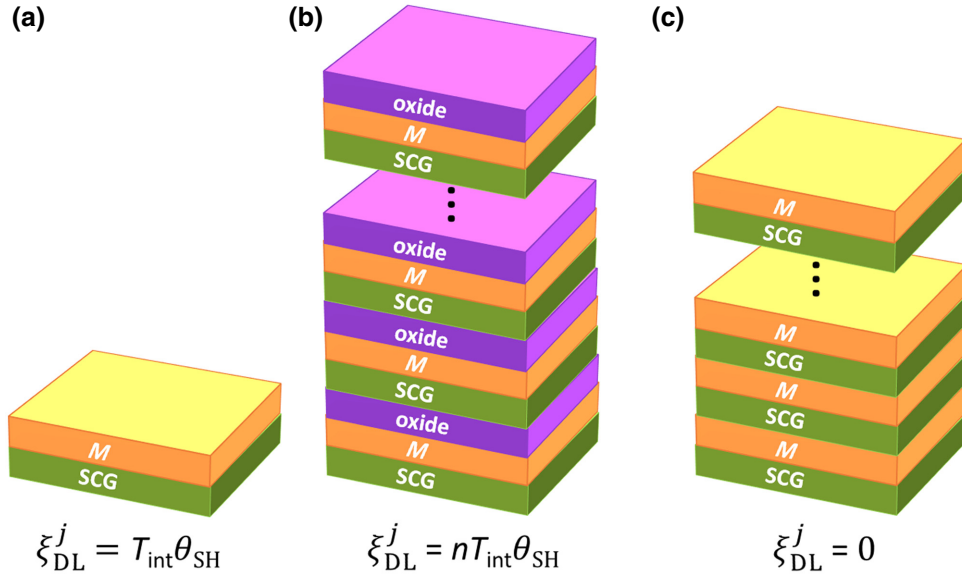 (a)
M
SCG
ξ^j_DL = T_int θ_SH
(b)
oxide
M
SCG
oxide
M
SCG
oxide
M
SCG
oxide
M
SCG
ξ^j_DL = nT_int θ_SH
(c)
M
SCG
M
SCG
M
SCG
M
SCG
ξ^j_DL = 0